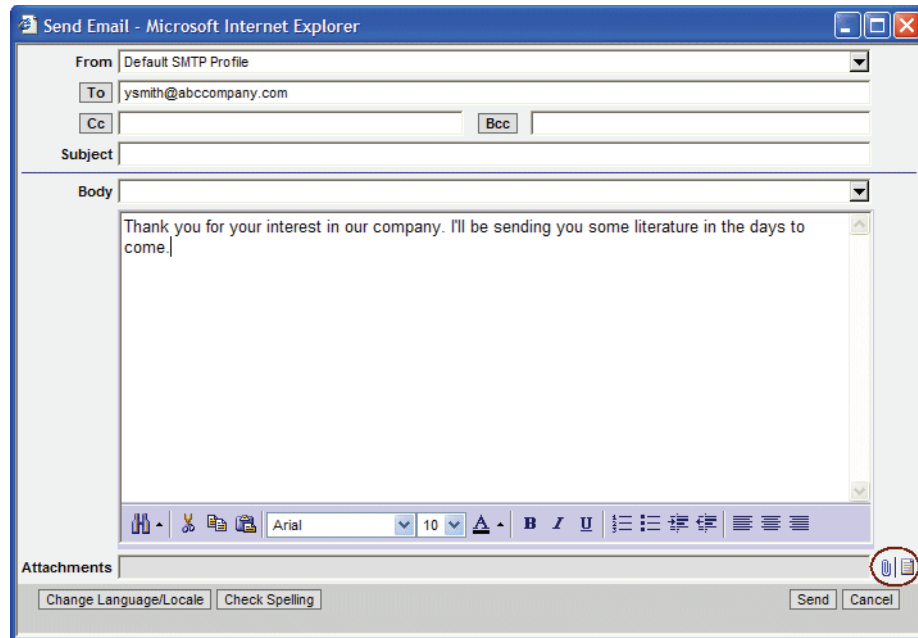 Send Email - Microsoft Internet Explorer
From Default SMTP Profile
To ysmith@abccompany.com
Cc Bcc
Subject
Body
Thank you for your interest in our company. I'll be sending you some literature in the days to
come.
Arial 10 A B I U
Attachments
Change Language/Locale Check Spelling Send Cancel